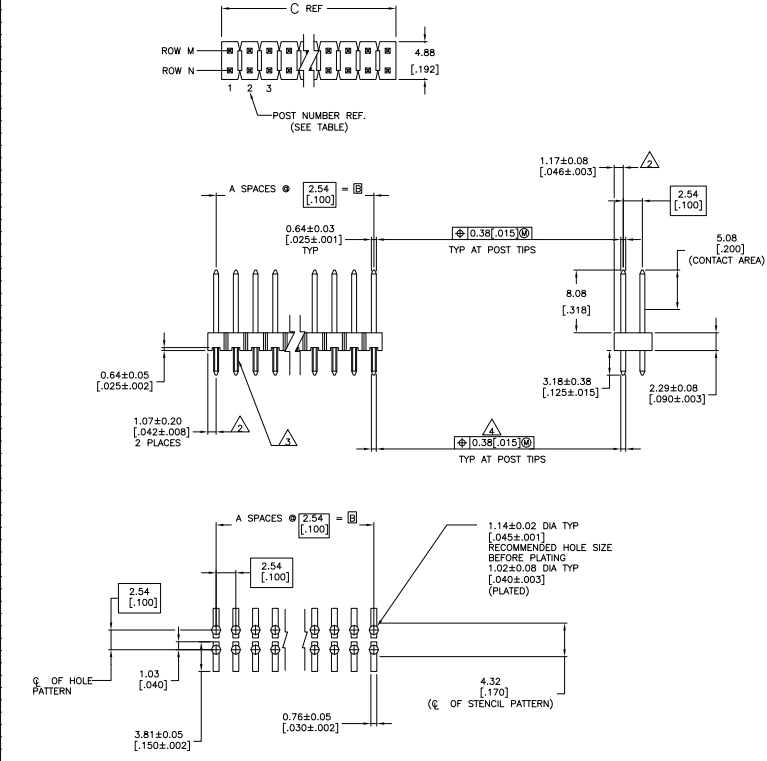 C REF
ROW M
ROW N
4.88
[.192]
1 2 3
POST NUMBER REF.
(SEE TABLE)
1.17±0.08
[.046±.003]
2
A SPACES @ 2.54 = B
[.100]
2.54
[.100]
0.64±0.03
[.025±.001]
TYP
⌖ 0.38[.015]Ⓜ
TYP AT POST TIPS
5.08
[.200]
(CONTACT AREA)
8.08
[.318]
0.64±0.05
[.025±.002]
3.18±0.38
[.125±.015]
2.29±0.08
[.090±.003]
1.07±0.20
[.042±.008]
2 PLACES
2
3
4
⌖ 0.38[.015]Ⓜ
TYP AT POST TIPS
A SPACES @ 2.54 = B
[.100]
1.14±0.02 DIA TYP
[.045±.001]
RECOMMENDED HOLE SIZE
BEFORE PLATING
1.02±0.08 DIA TYP
[.040±.003]
(PLATED)
2.54
[.100]
2.54
[.100]
℄ OF HOLE
PATTERN
1.03
[.040]
4.32
[.170]
(℄ OF STENCIL PATTERN)
0.76±0.05
[.030±.002]
3.81±0.05
[.150±.002]